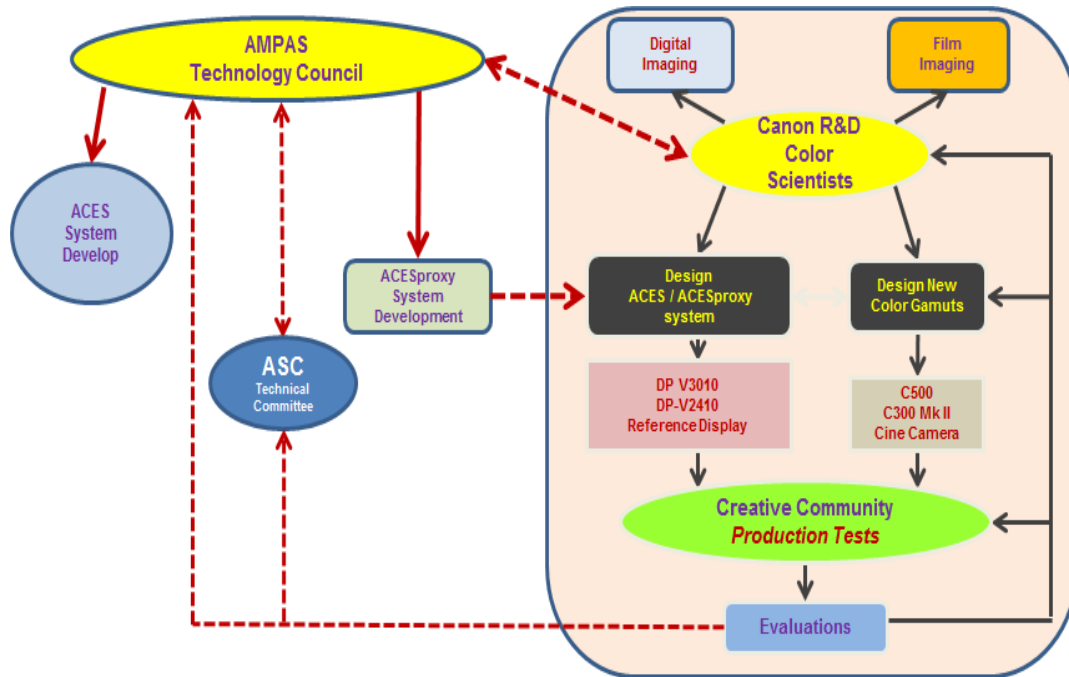 AMPAS
Technology Council
Digital
Imaging
Film
Imaging
Canon R&D
Color
Scientists
ACES
System
Develop
ACESproxy
System
Development
Design
ACES / ACESproxy
system
Design New
Color Gamuts
ASC
Technical
Committee
DP V3010
DP-V2410
Reference Display
C500
C300 Mk II
Cine Camera
Creative Community
Production Tests
Evaluations